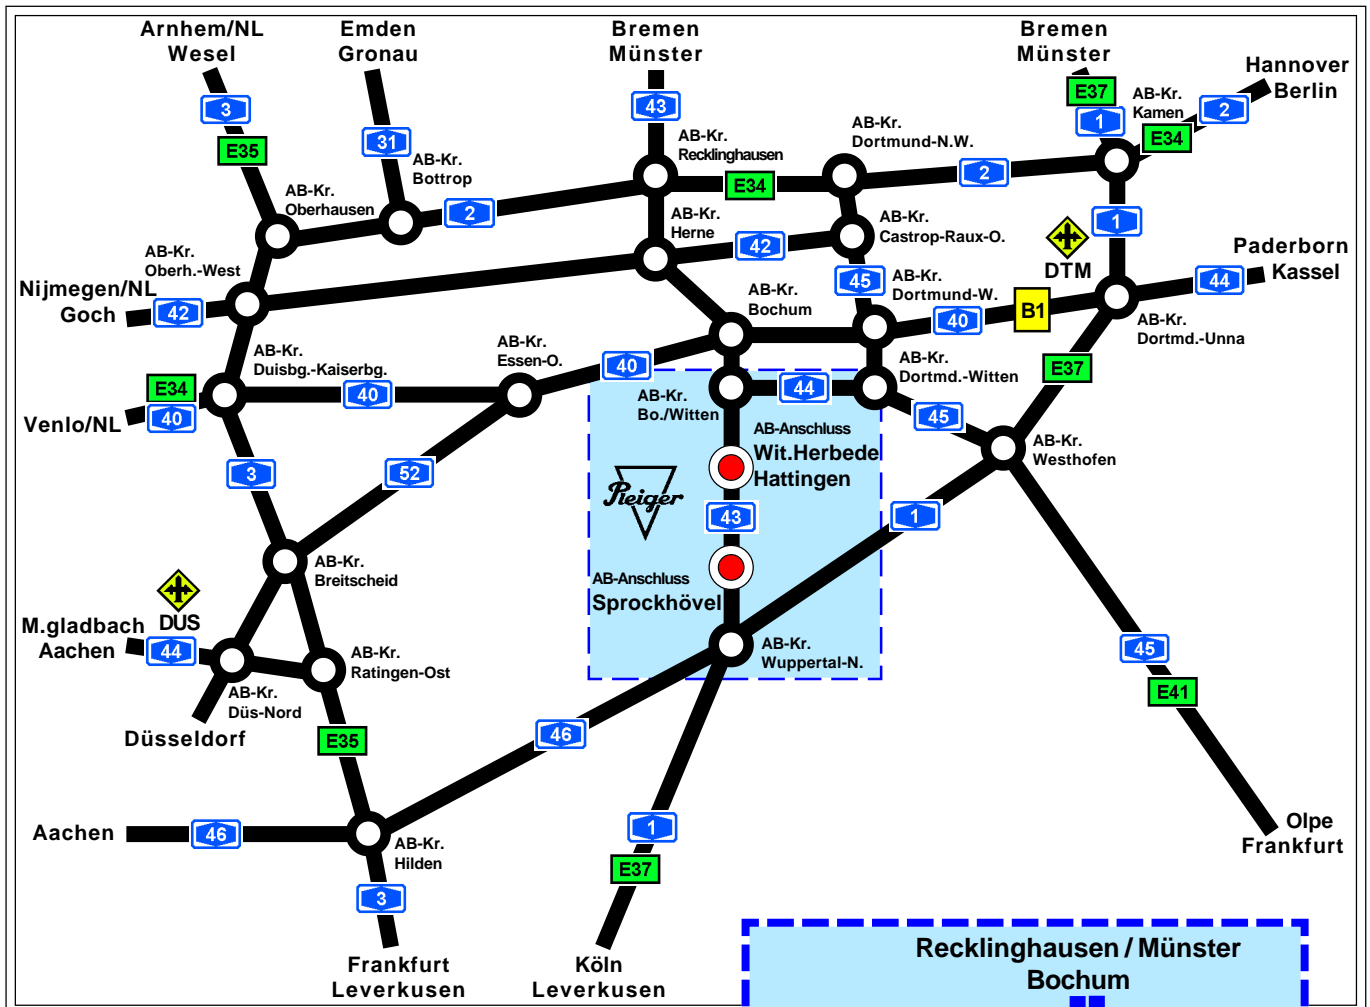 Arnhem/NL
Wesel
Emden
Gronau
Bremen
Münster
Bremen
Münster
Hannover
Berlin
3
E35
31
43
E37
1
AB-Kr.
Kamen
2
E34
AB-Kr.
Bottrop
AB-Kr.
Recklinghausen
AB-Kr.
Dortmund-N.W.
AB-Kr.
Oberhausen
2
E34
2
1
AB-Kr.
Herne
42
AB-Kr.
Castrop-Raux-O.
AB-Kr.
Oberh.-West
DTM
Paderborn
Kassel
44
Nijmegen/NL
Goch
42
45
AB-Kr.
Dortmund-W.
AB-Kr.
Bochum
40
B1
AB-Kr.
Dortmd.-Unna
AB-Kr.
Duisbg.-Kaiserbg.
AB-Kr.
Essen-O.
40
E34
40
Venlo/NL
40
AB-Kr.
Bo./Witten
44
AB-Kr.
Dortmd.-Witten
E37
45
AB-Kr.
Westhofen
3
52
AB-Anschluss
Wit.Herbede
Hattingen
Pleiger
43
1
AB-Kr.
Breitscheid
AB-Anschluss
Sprockhövel
DUS
M.gladbach
Aachen
44
AB-Kr.
Ratingen-Ost
AB-Kr.
Wuppertal-N.
45
E41
AB-Kr.
Düs-Nord
Düsseldorf
E35
46
Aachen
46
AB-Kr.
Hilden
1
E37
Olpe
Frankfurt
3
Frankfurt
Leverkusen
Köln
Leverkusen
Recklinghausen / Münster
Bochum